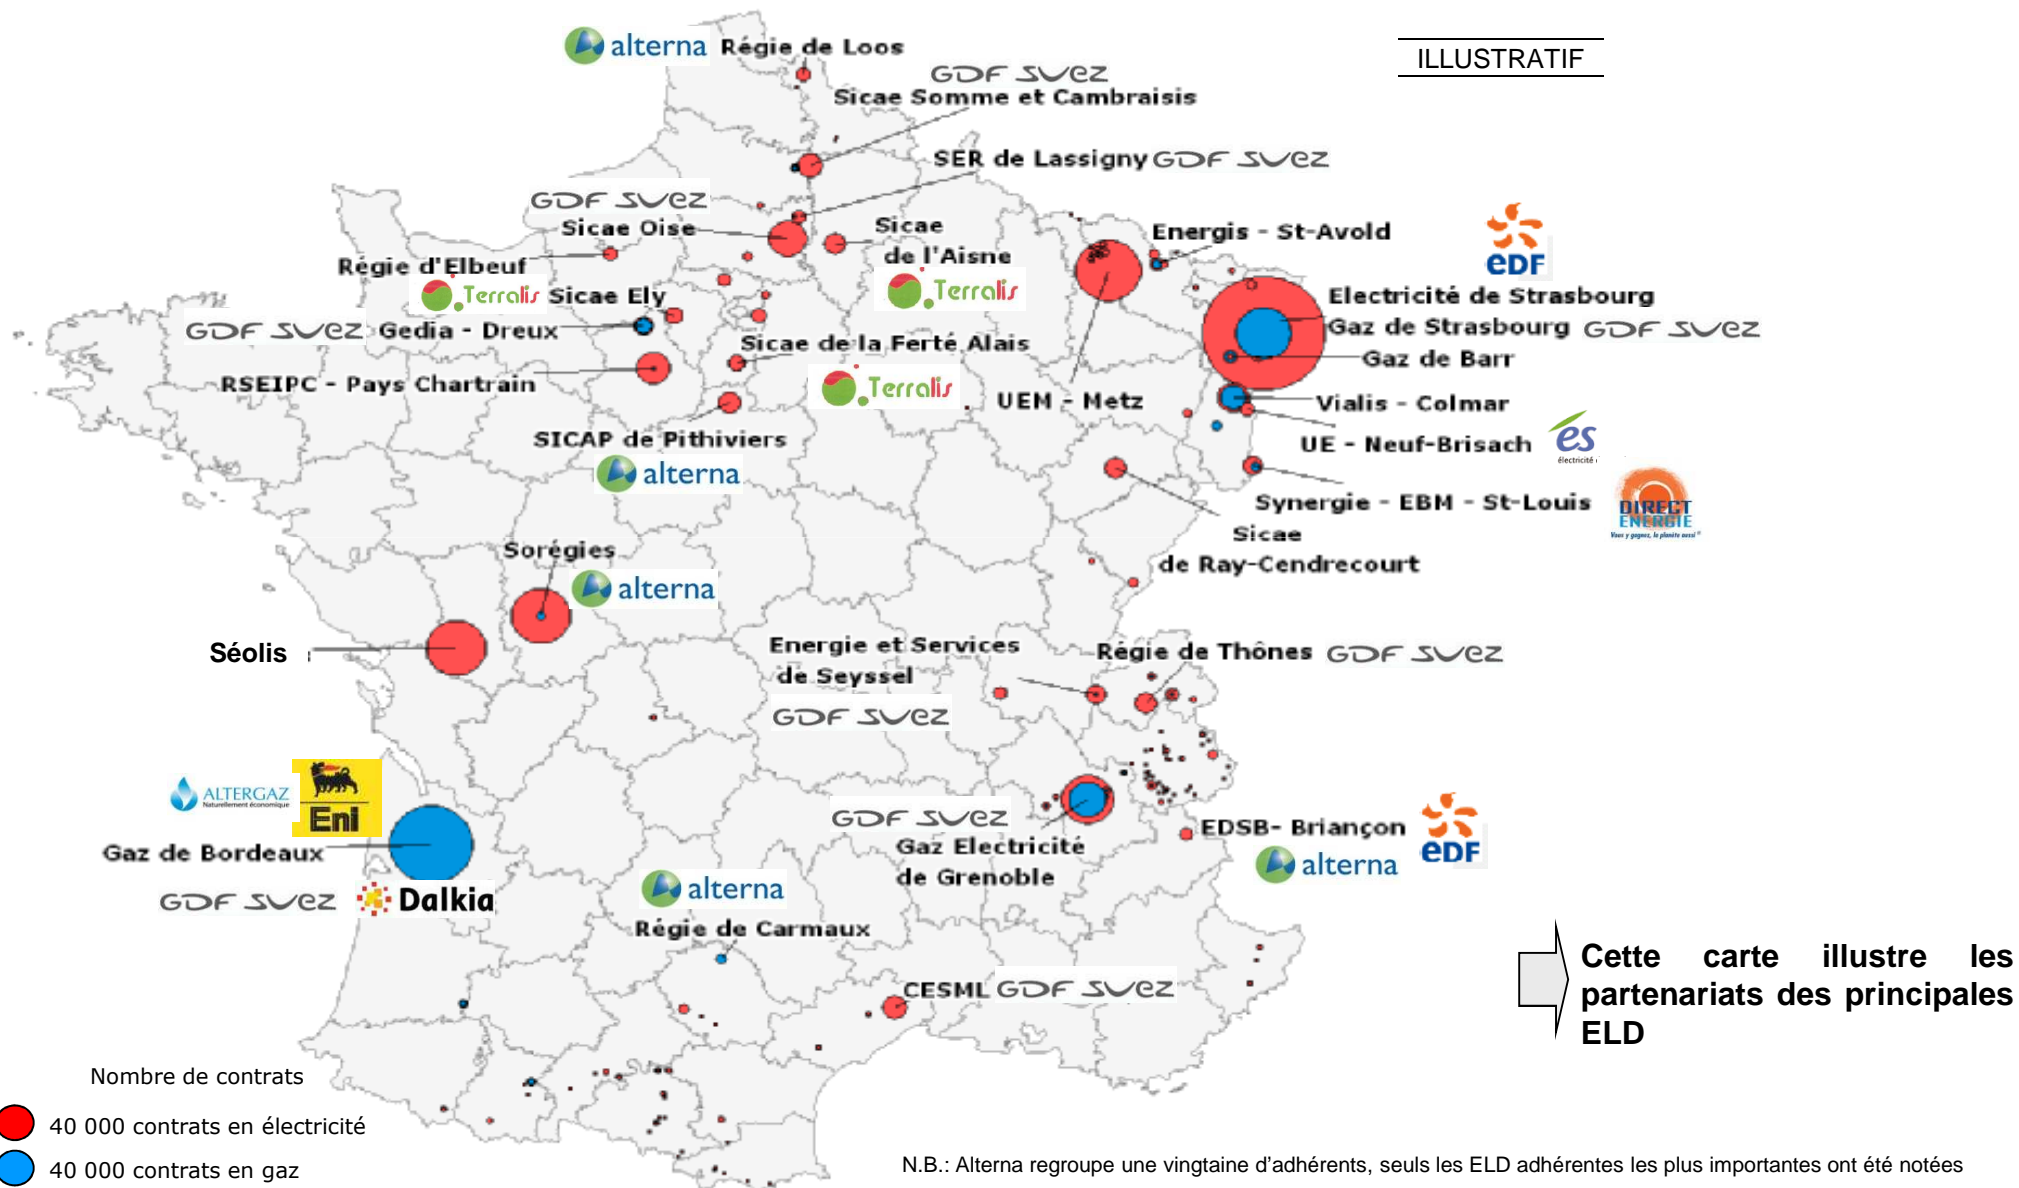 alterna Régie de Loos
ILLUSTRATIF
GDF SUEZ
Sicae Somme et Cambraisis
SER de Lassigny GDF SUEZ
GDF SUEZ
Sicae Oise
Sicae
de l'Aisne
Terralis
Energis - St-Avold
eDF
Régie d'Elbeuf
Terralis Sicae Ely
GDF SUEZ Gedia - Dreux
Electricité de Strasbourg
Gaz de Strasbourg GDF SUEZ
Gaz de Barr
Sicae de la Ferté Alais
Terralis
RSEIPC - Pays Chartrain
UEM - Metz
Vialis - Colmar
SICAP de Pithiviers
alterna
UE - Neuf-Brisach
es
électricité
Synergie - EBM - St-Louis
DIRECT
ENERGIE
Vous y gagnez, la planète aussi
Sicae
de Ray-Cendrecourt
Sorégies
alterna
Séolis
Energie et Services
de Seyssel
GDF SUEZ
Régie de Thônes GDF SUEZ
ALTERGAZ
Naturellement économique
Eni
Gaz de Bordeaux
GDF SUEZ Dalkia
GDF SUEZ
Gaz Electricité
de Grenoble
EDSB- Briançon
eDF
alterna
alterna
Régie de Carmaux
CESML GDF SUEZ
Cette carte illustre les
partenariats des principales
ELD
Nombre de contrats
40 000 contrats en électricité
40 000 contrats en gaz
N.B.: Alterna regroupe une vingtaine d'adhérents, seuls les ELD adhérentes les plus importantes ont été notées